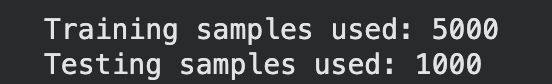 Training samples used: 5000
Testing samples used: 1000